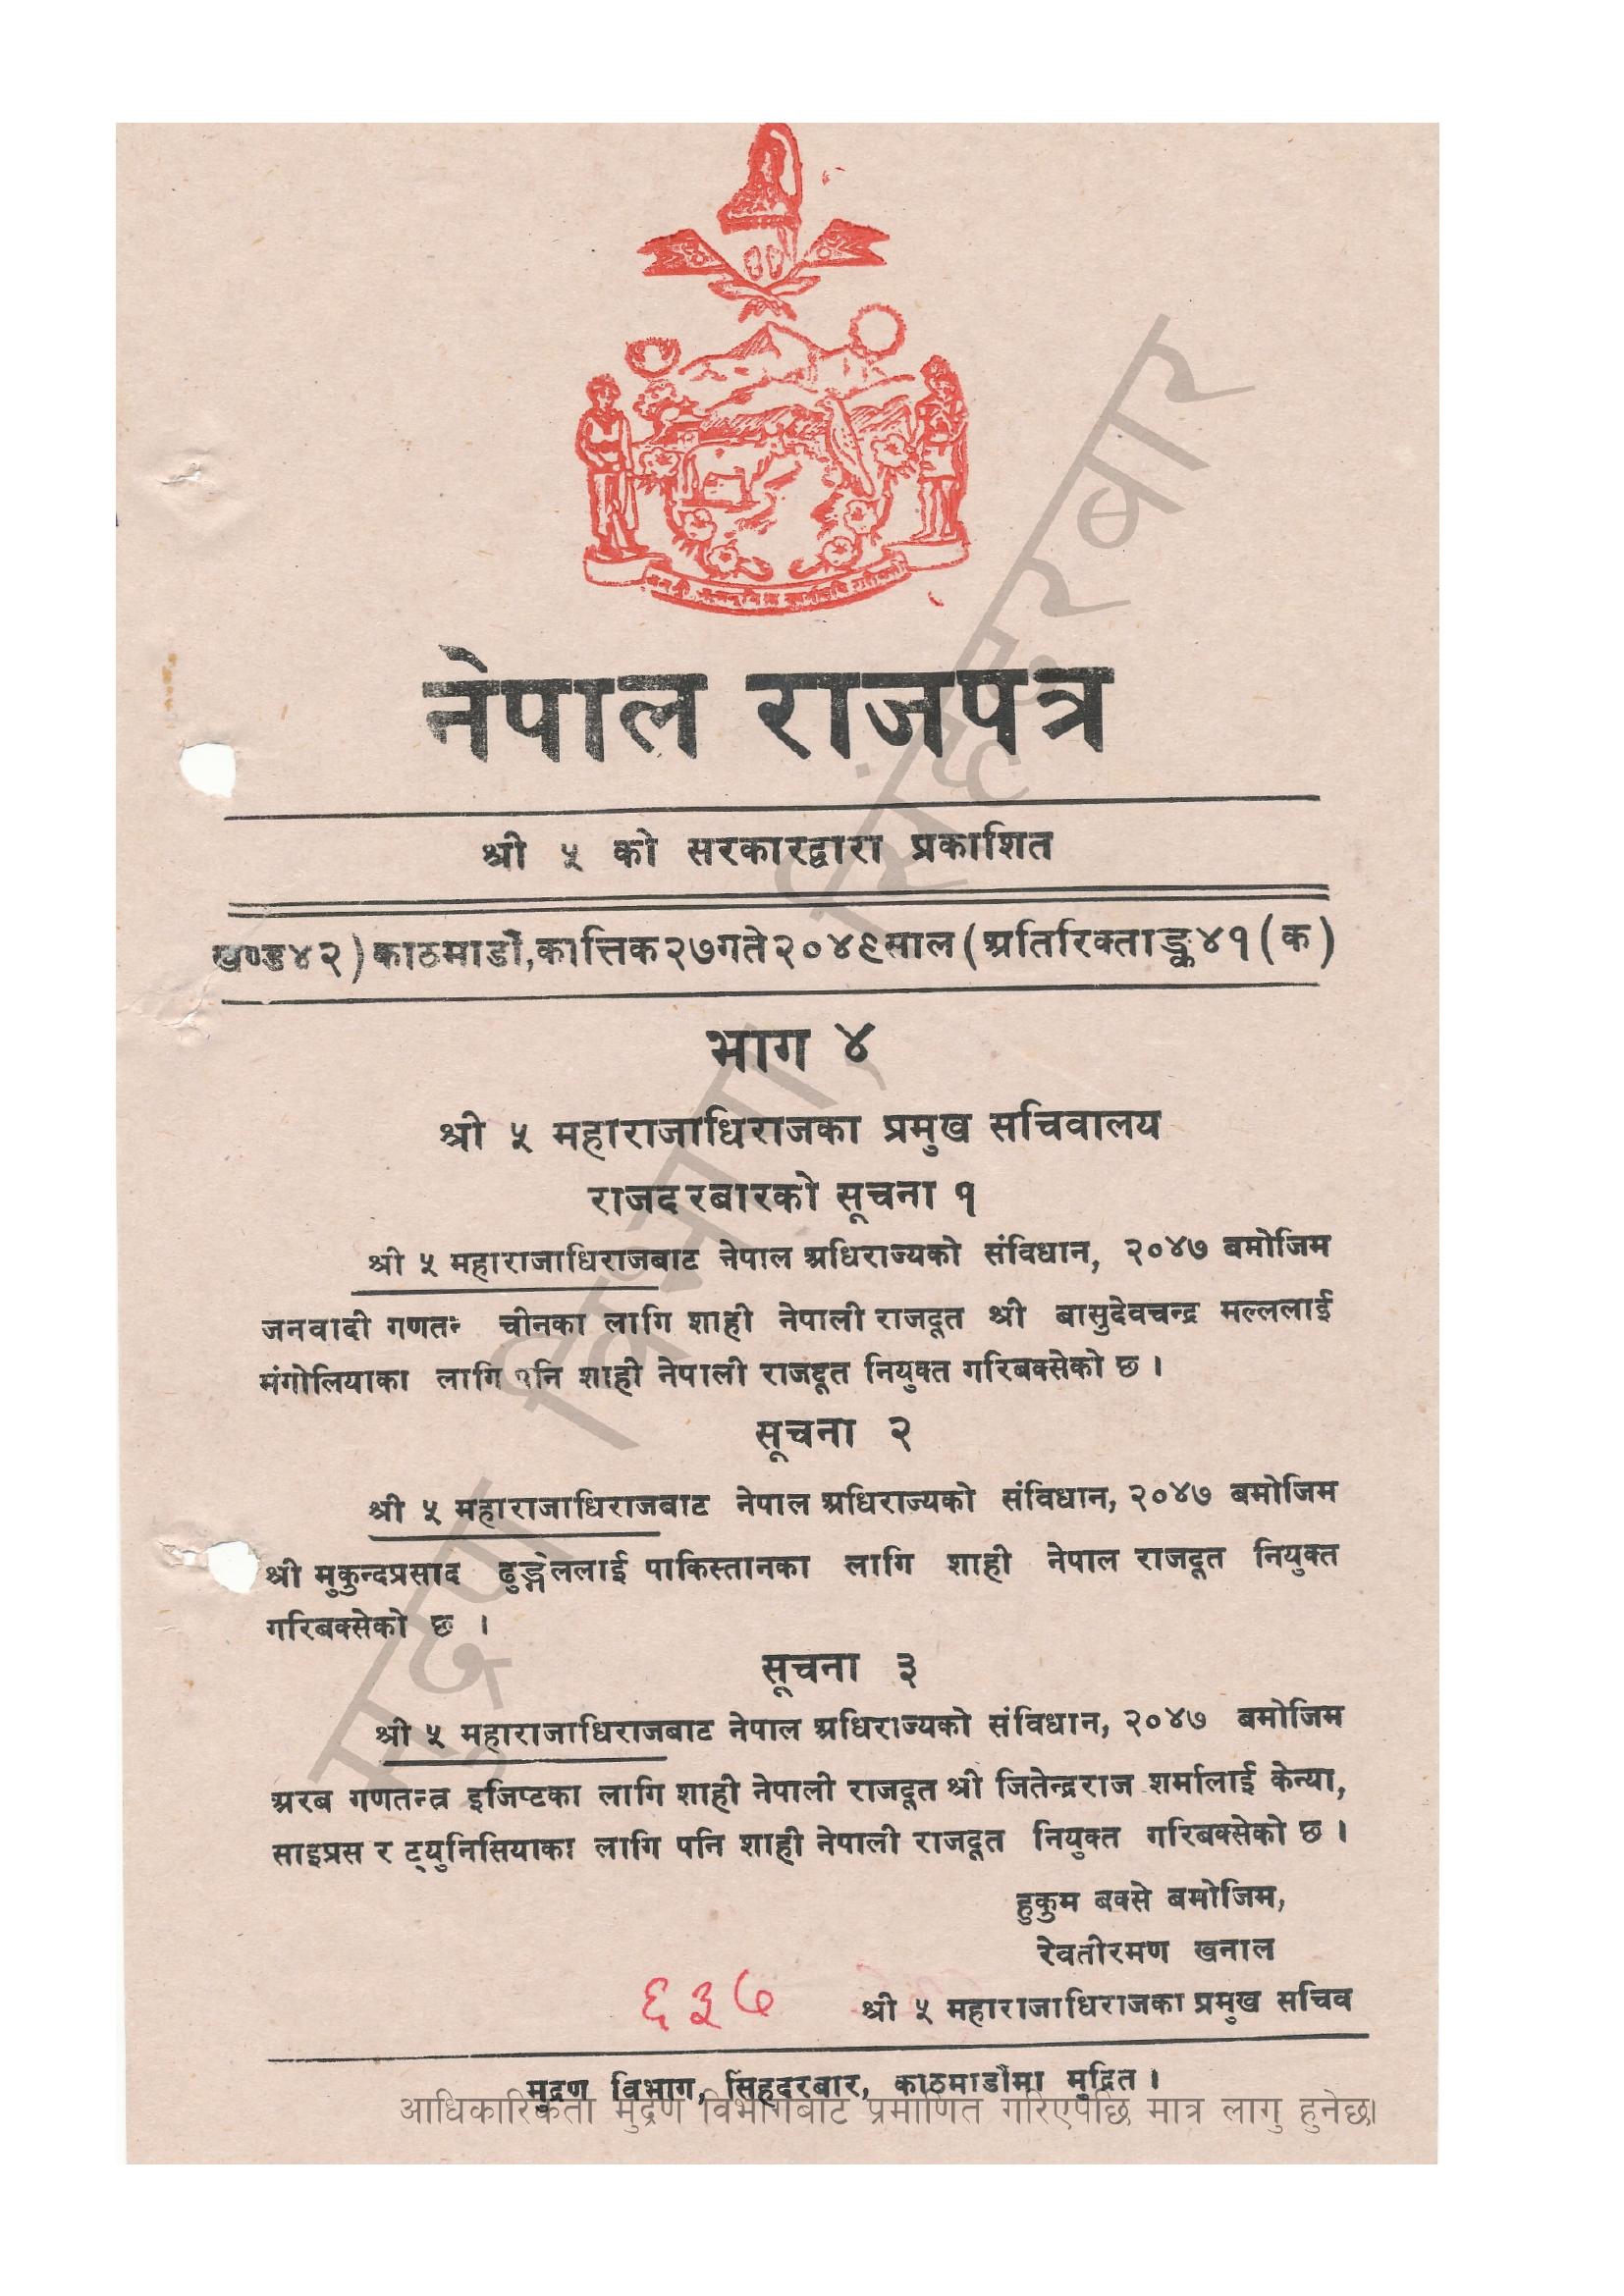 नेपाल राजपत्र
श्री ५ को सरकारद्वारा प्रकाशित
खण्ड ४२) काठमाडौं, कात्तिक २७ गते २०४९ साल (अतिरिक्ताङ्क ४१ (क)
भाग ४
श्री ५ महाराजाधिराजका प्रमुख सचिवालय
राजदरबारको सूचना १
श्री ५ महाराजाधिराजबाट नेपाल अधिराज्यको संविधान, २०४७ बमोजिम
जनवादी चीनका लागि शाही नेपाली राजदूत श्री बासुदेवचन्द्र मल्ललाई
मंगोलियाका लागि पनि शाही नेपाली राजदूत नियुक्त गरिबक्सेको छ ।
सूचना २
श्री ५ महाराजाधिराजबाट नेपाल अधिराज्यको संविधान, २०४७ बमोजिम
श्री मुकुन्दप्रसाद ढुङ्गेललाई पाकिस्तानका लागि शाही नेपाल राजदूत नियुक्त
गरिबक्सेको छ ।
सूचना ३
श्री ५ महाराजाधिराजबाट नेपाल अधिराज्यको संविधान, २०४७ बमोजिम
अरब गणतन्त्र इजिप्टका लागि शाही नेपाली राजदूत श्री जितेन्द्रराज शर्मालाई केन्या,
साइप्रस र ट्युनिसियाका लागि पनि शाही नेपाली राजदूत नियुक्त गरिबक्सेको छ ।
हुकुम बक्से बमोजिम,
रेवतीरमण खनाल
६३७ श्री ५ महाराजाधिराजका प्रमुख सचिव
मुद्रण विभाग, सिंहदरबार, काठमाडौंमा मुद्रित ।
आधिकारिकता मुद्रण विभागबाट प्रमाणित गरिएपछि मात्र लागु हुनेछ।
मुद्रण विभाग, सिंहदरबार